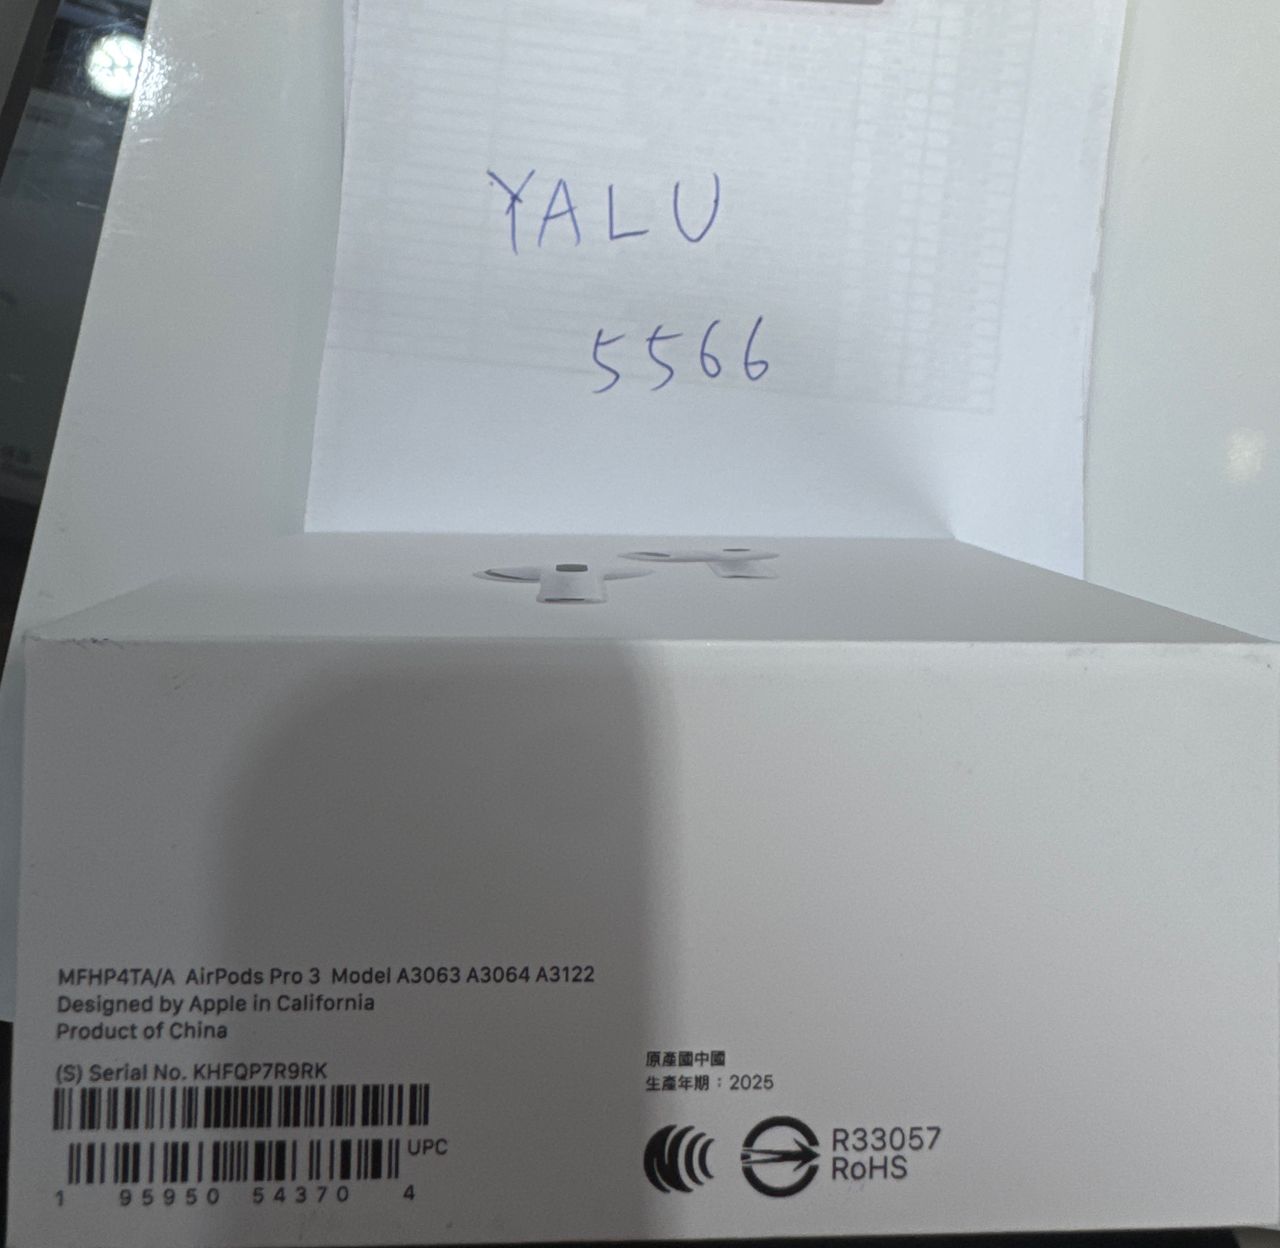 YALU
5566
MFHP4TA/A AirPods Pro 3 Model A3063 A3064 A3122
Designed by Apple in California
Product of China
(S) Serial No. KHFQP7R9RK
UPC
1 95950 54370 4
原產國中國
生產年期：2025
R33057
RoHS